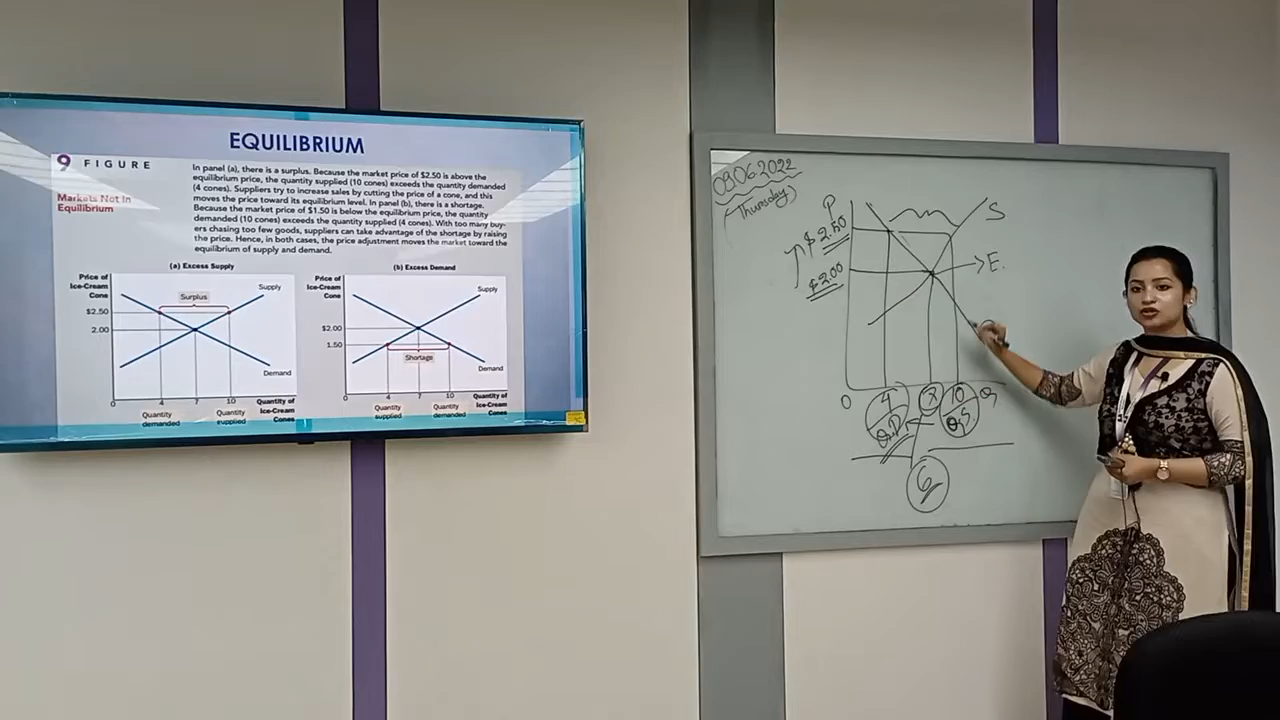 EQUILIBRIUM
9 FIGURE
Markets Not in
Equilibrium
In panel (a), there is a surplus. Because the market price of $2.50 is above the
equilibrium price, the quantity supplied (10 cones) exceeds the quantity demanded
(4 cones). Suppliers try to increase sales by cutting the price of a cone, and this
moves the price toward its equilibrium level. In panel (b), there is a shortage.
Because the market price of $1.50 is below the equilibrium price, the quantity
demanded (10 cones) exceeds the quantity supplied (4 cones). With too many buy-
ers chasing too few goods, suppliers can take advantage of the shortage by raising
the price. Hence, in both cases, the price adjustment moves the market toward the
equilibrium of supply and demand.
(a) Excess Supply
Price of
Ice-Cream
Cone
Supply
Surplus
$2.50
2.00
Demand
0 4 7 10
Quantity of
Ice-Cream
Cones
Quantity
demanded
Quantity
supplied
(b) Excess Demand
Price of
Ice-Cream
Cone
Supply
$2.00
1.50
Shortage
Demand
0 4 7 10
Quantity of
Ice-Cream
Cones
Quantity
supplied
Quantity
demanded
09.06.2022
(Thursday)
P
$2.50
$2.00
S
E
0 4 10
6